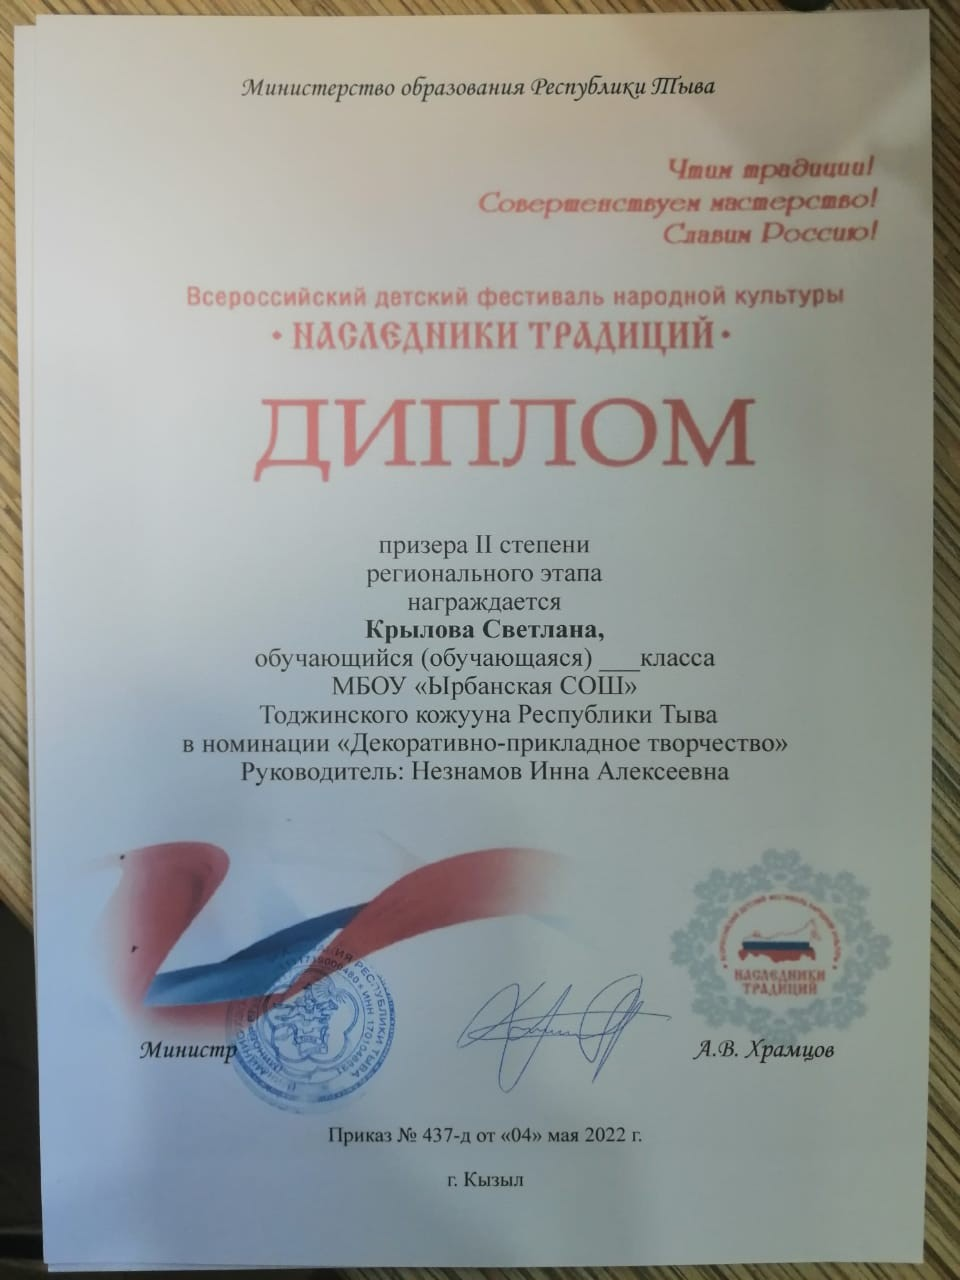 Министерство образования Республики Тыва
Чтим традиции!
Совершенствуем мастерство!
Славим Россию!
Всероссийский детский фестиваль народной культуры
• НАСЛЕДНИКИ ТРАДИЦИЙ •
ДИПЛОМ
призера II степени
регионального этапа
награждается
Крылова Светлана,
обучающийся (обучающаяся) ___класса
МБОУ «Ырбанская СОШ»
Тоджинского кожууна Республики Тыва
в номинации «Декоративно-прикладное творчество»
Руководитель: Незнамов Инна Алексеевна
НАСЛЕДНИКИ
ТРАДИЦИЙ
Министр
А.В. Храмцов
Приказ № 437-д от «04» мая 2022 г.
г. Кызыл